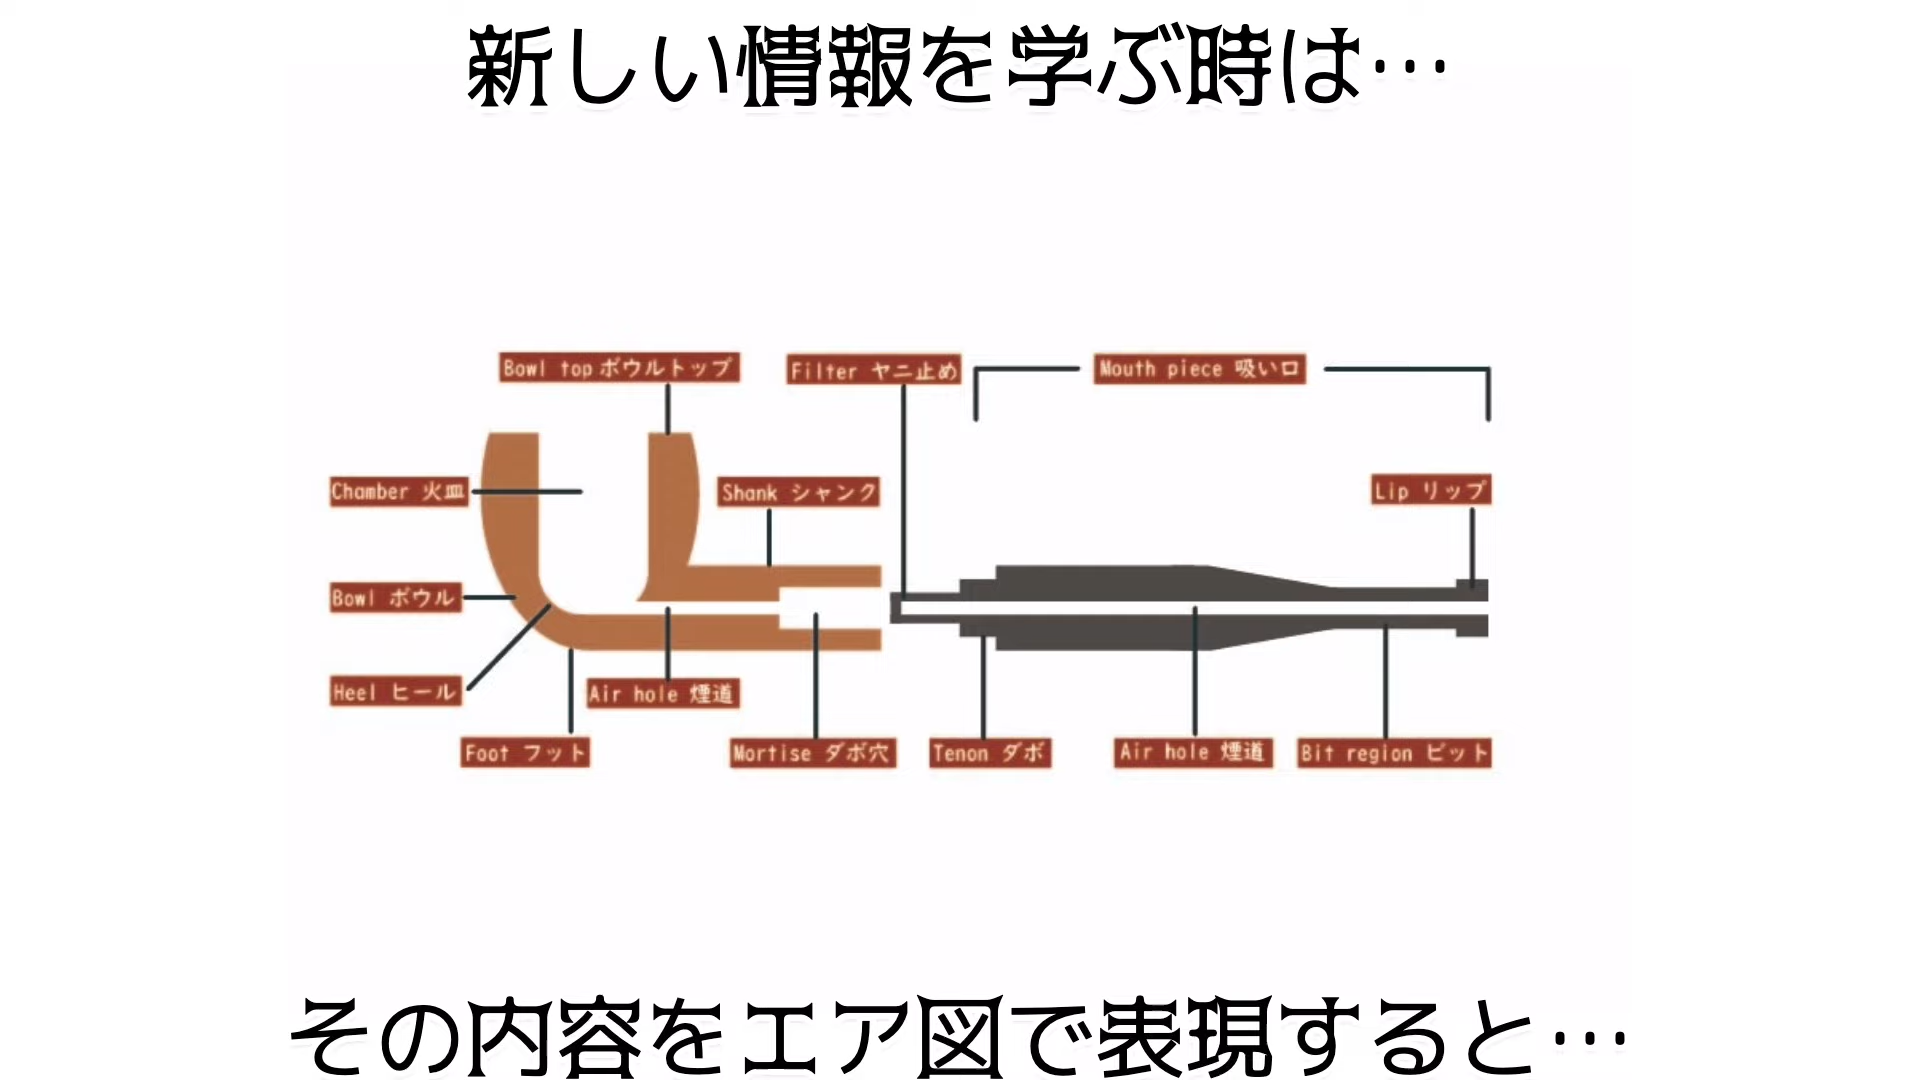 新しい情報を学ぶ時は…
Bowl top ボウルトップ
Filter ヤニ止め
Mouth piece 吸い口
Chamber 火皿
Shank シャンク
Lip リップ
Bowl ボウル
Heel ヒール
Air hole 煙道
Foot フット
Mortise ダボ穴
Tenon ダボ
Air hole 煙道
Bit region ビット
その内容をエア図で表現すると…